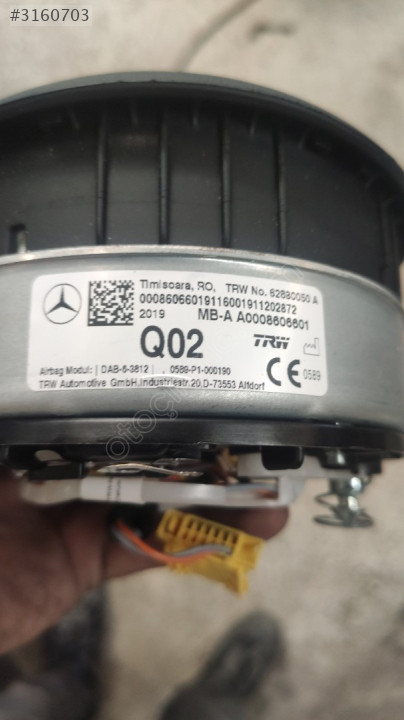 #3160703
Timisoara, RO, TRW No. 62880050 A
000860660191160019112028​72
2019 MB-A A0008606601
Q02 TRW
Airbag Modul: | DAB-6-3812 | , 0589-P1-000190 CE 0589
TRW Automotive GmbH,Industriestr.20,D-73553 Alfdorf